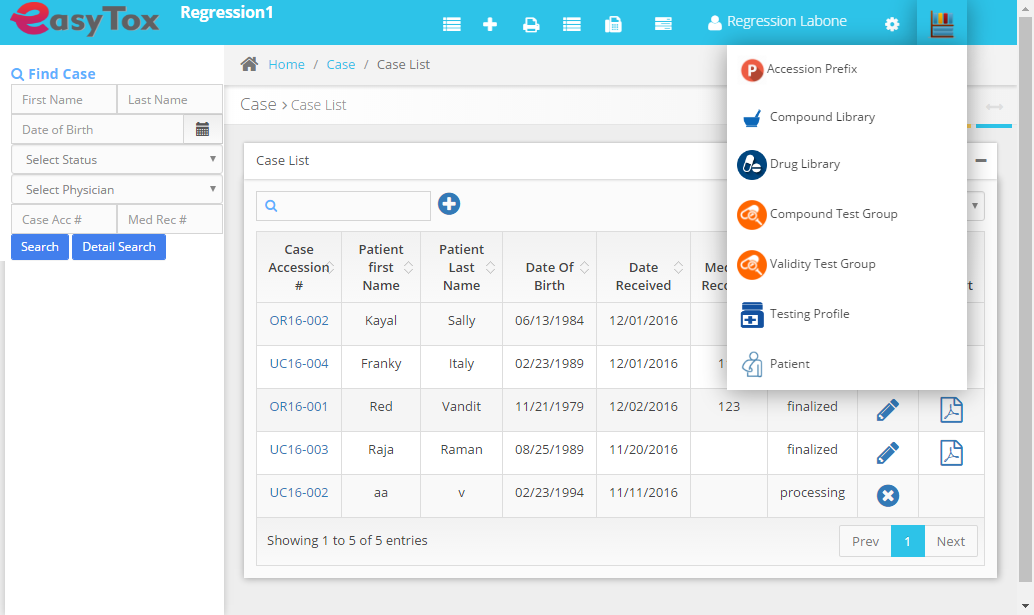 easyTox
Regression1
Regression Labone
Find Case
First Name
Last Name
Date of Birth
Select Status
Select Physician
Case Acc #
Med Rec #
Search
Detail Search
Home / Case / Case List
Case > Case List
Case List
Case Accession #
Patient first Name
Patient Last Name
Date Of Birth
Date Received
OR16-002 Kayal Sally 06/13/1984 12/01/2016
UC16-004 Franky Italy 02/23/1989 12/01/2016 1
OR16-001 Red Vandit 11/21/1979 12/02/2016 123 finalized
UC16-003 Raja Raman 08/25/1989 11/20/2016 finalized
UC16-002 aa v 02/23/1994 11/11/2016 processing
Showing 1 to 5 of 5 entries
Prev 1 Next
P Accession Prefix
Compound Library
Drug Library
Compound Test Group
Validity Test Group
Testing Profile
Patient